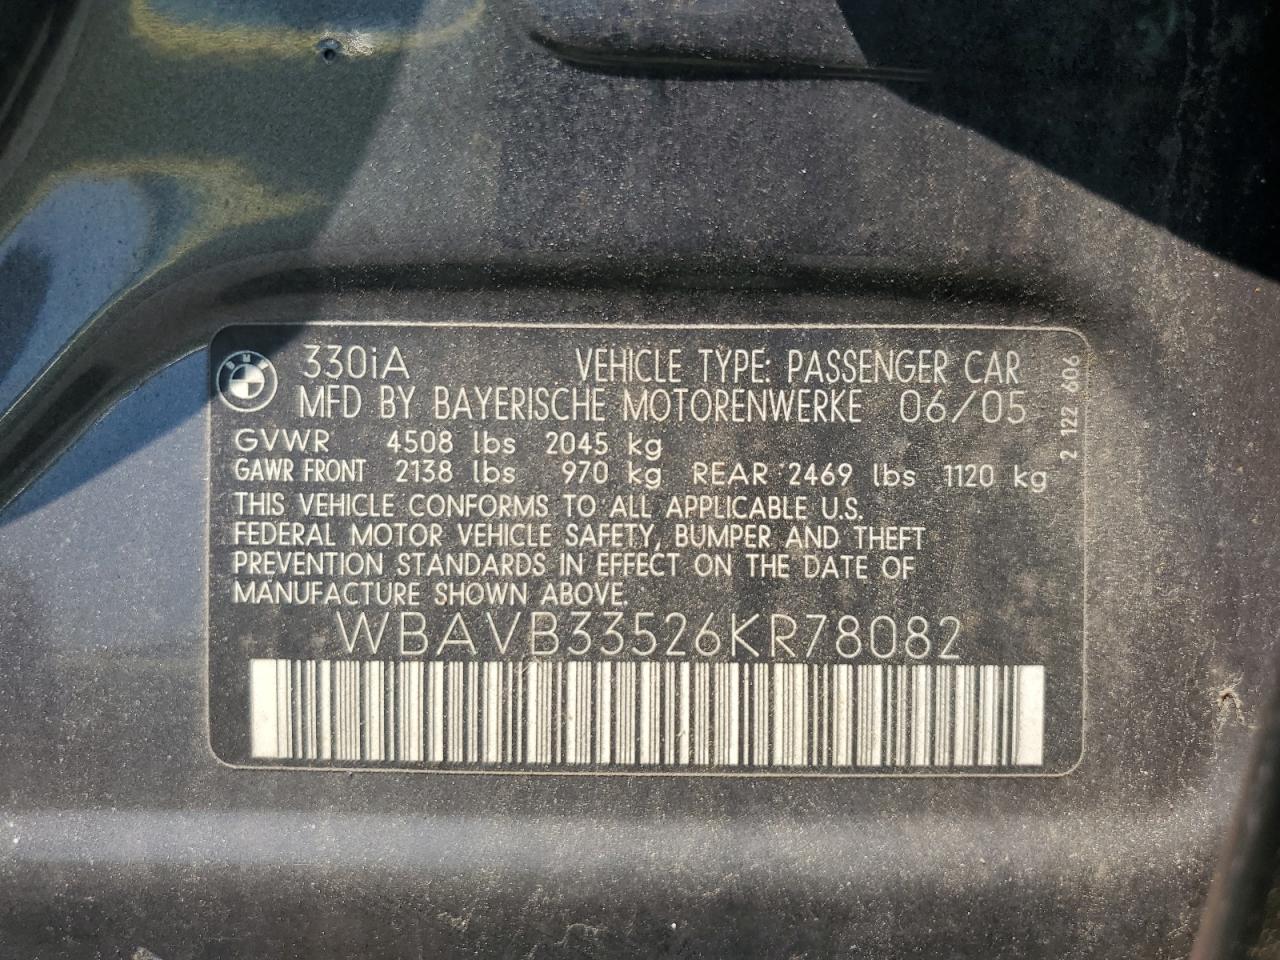 330iA VEHICLE TYPE: PASSENGER CAR
MFD BY BAYERISCHE MOTORENWERKE 06/05
GVWR 4508 lbs 2045 kg
GAWR FRONT 2138 lbs 970 kg REAR 2469 lbs 1120 kg
THIS VEHICLE CONFORMS TO ALL APPLICABLE U.S.
FEDERAL MOTOR VEHICLE SAFETY, BUMPER AND THEFT
PREVENTION STANDARDS IN EFFECT ON THE DATE OF
MANUFACTURE SHOWN ABOVE.
WBAVB33526KR78082
2 122 606
BMW